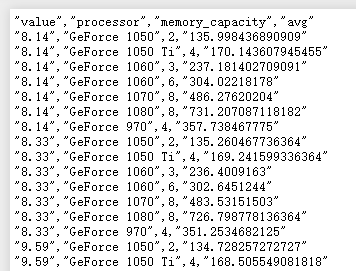 "value","processor","memory_capacity","avg"
"8.14","GeForce 1050",2,"135.998436890909"
"8.14","GeForce 1050 Ti",4,"170.143607945455"
"8.14","GeForce 1060",3,"237.181402709091"
"8.14","GeForce 1060",6,"304.02218178"
"8.14","GeForce 1070",8,"486.27620204"
"8.14","GeForce 1080",8,"731.207087118182"
"8.14","GeForce 970",4,"357.738467775"
"8.33","GeForce 1050",2,"135.260467736364"
"8.33","GeForce 1050 Ti",4,"169.241599336364"
"8.33","GeForce 1060",3,"236.4009163"
"8.33","GeForce 1060",6,"302.6451244"
"8.33","GeForce 1070",8,"483.53151503"
"8.33","GeForce 1080",8,"726.798778136364"
"8.33","GeForce 970",4,"351.2534682125"
"9.59","GeForce 1050",2,"134.728257272727"
"9.59","GeForce 1050 Ti",4,"168.505549081818"